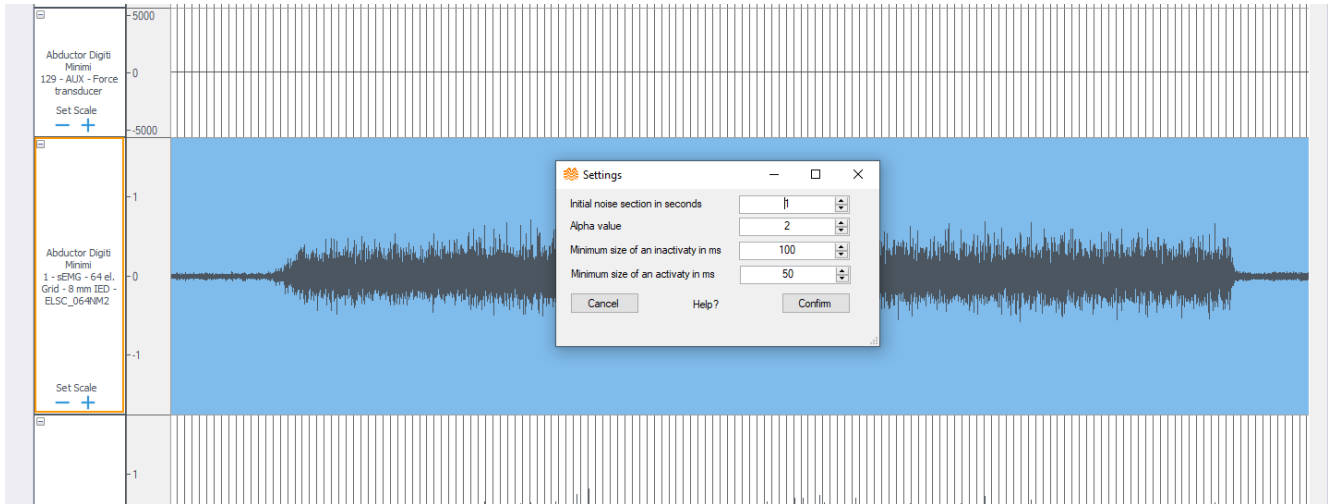 5000
Abductor Digiti
Minimi
129 - AUX - Force
transducer
0
Set Scale
-5000
Settings
Initial noise section in seconds 1
Alpha value 2
Minimum size of an inactivaty in ms 100
Minimum size of an activaty in ms 50
Cancel Help? Confirm
1
Abductor Digiti
Minimi
1 - sEMG - 64 el.
Grid - 8 mm IED -
ELSC_064NM2
0
-1
Set Scale
1